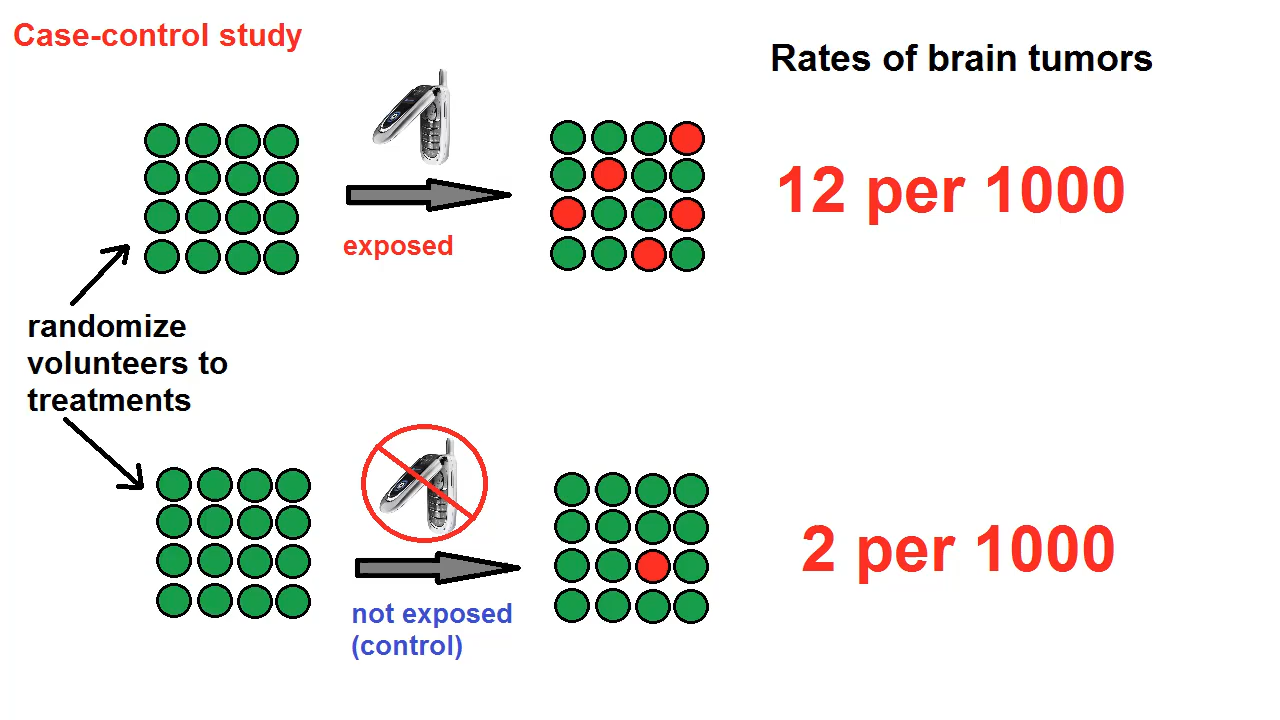 Case-control study
Rates of brain tumors
12 per 1000
exposed
randomize
volunteers to
treatments
2 per 1000
not exposed
(control)